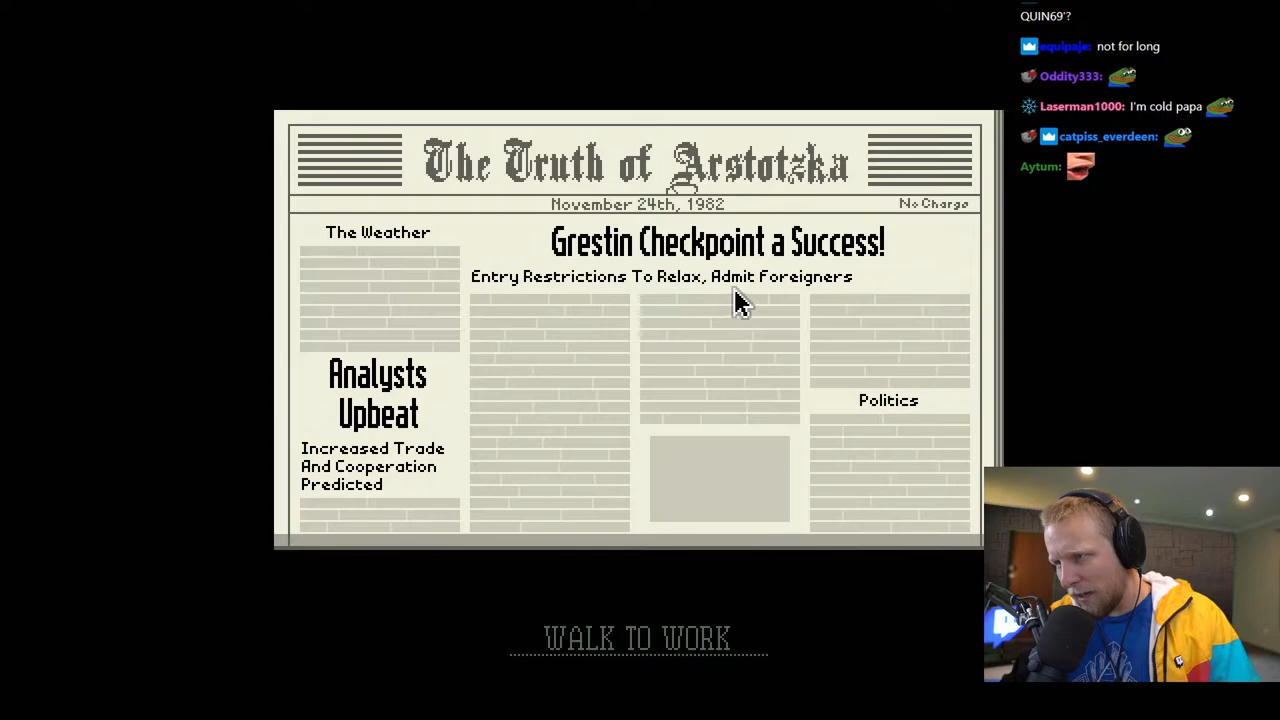 QUIN69'?
equipaje: not for long
Oddity333:
Laserman1000: I'm cold papa
catpiss_everdeen:
Aytum:
The Truth of Arstotzka
November 24th, 1982
No Charge
The Weather
Grestin Checkpoint a Success!
Entry Restrictions To Relax, Admit Foreigners
Analysts
Upbeat
Increased Trade
And Cooperation
Predicted
Politics
WALK TO WORK